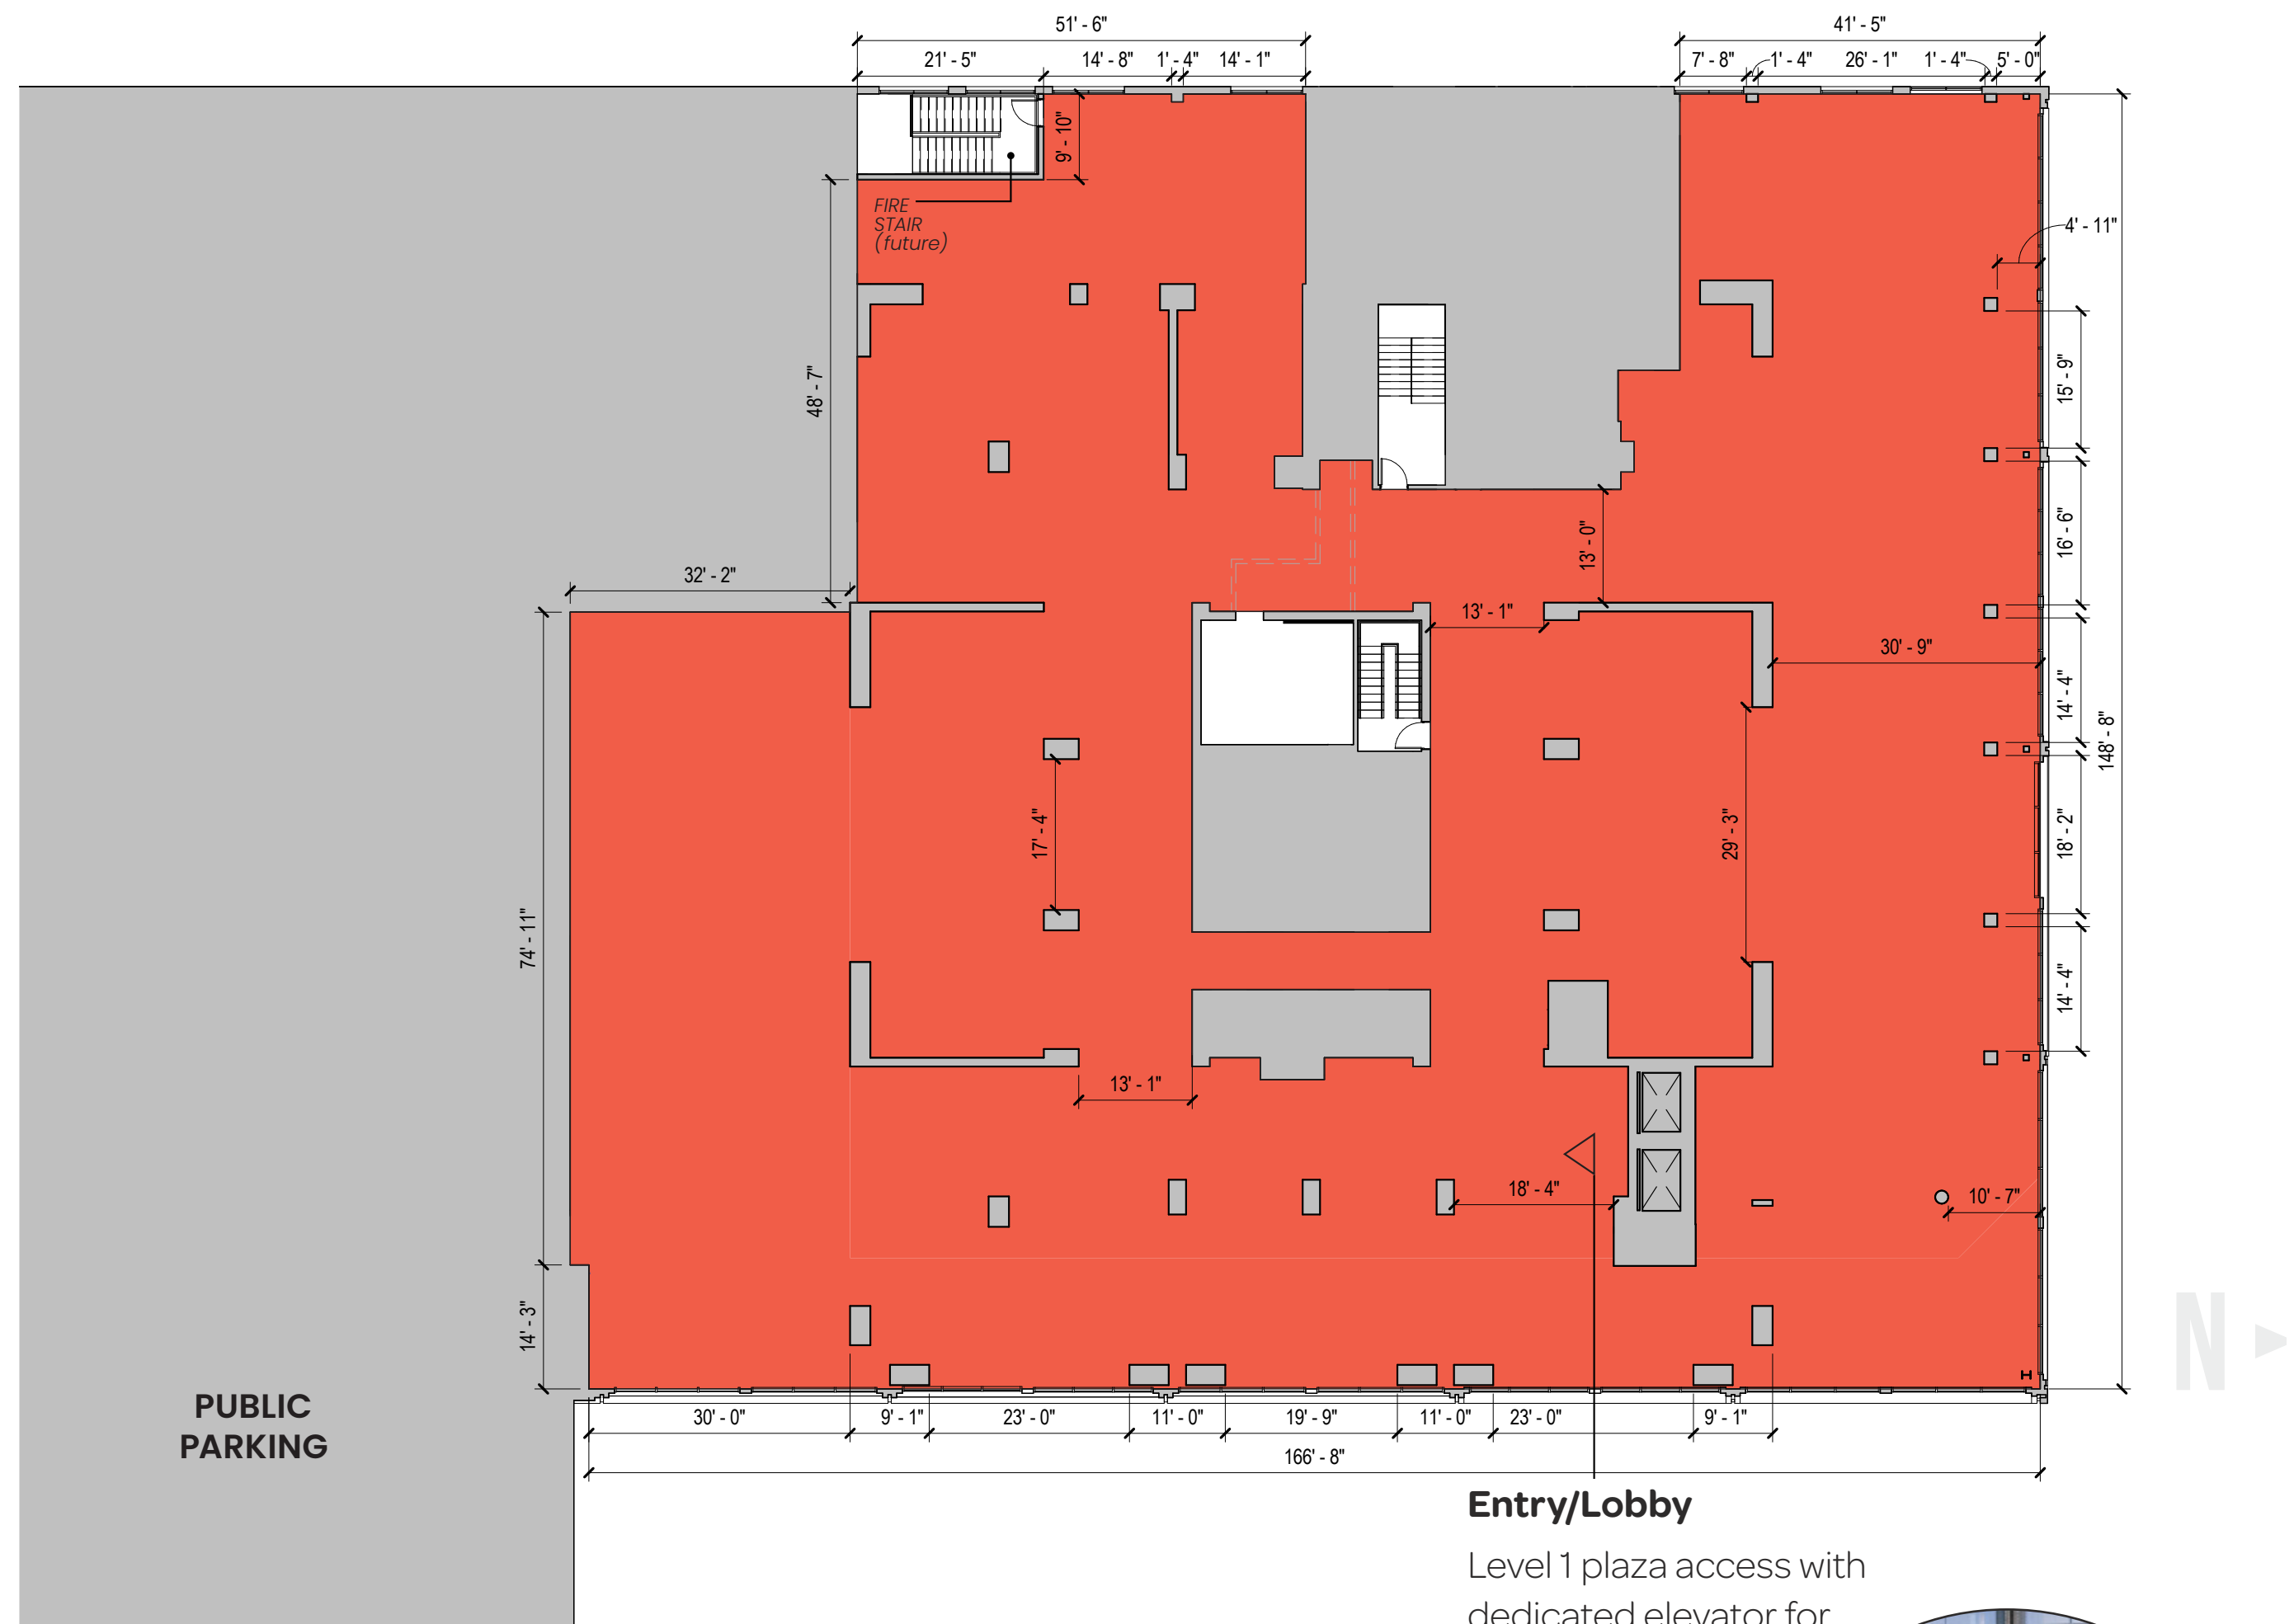 51' - 6"
41' - 5"
21' - 5"
14' - 8"
1' - 4"
14' - 1"
7' - 8"
1' - 4"
26' - 1"
1' - 4"
5' - 0"
9' - 10"
FIRE
STAIR
(future)
4' - 11"
48' - 7"
15' - 9"
16' - 6"
13' - 0"
32' - 2"
13' - 1"
30' - 9"
14' - 4"
148' - 8"
17' - 4"
29' - 3"
18' - 2"
74' - 11"
14' - 4"
13' - 1"
18' - 4"
10' - 7"
14' - 3"
N
PUBLIC
PARKING
30' - 0"
9' - 1"
23' - 0"
11' - 0"
19' - 9"
11' - 0"
23' - 0"
9' - 1"
166' - 8"
Entry/Lobby
Level 1 plaza access with
dedicated elevator for